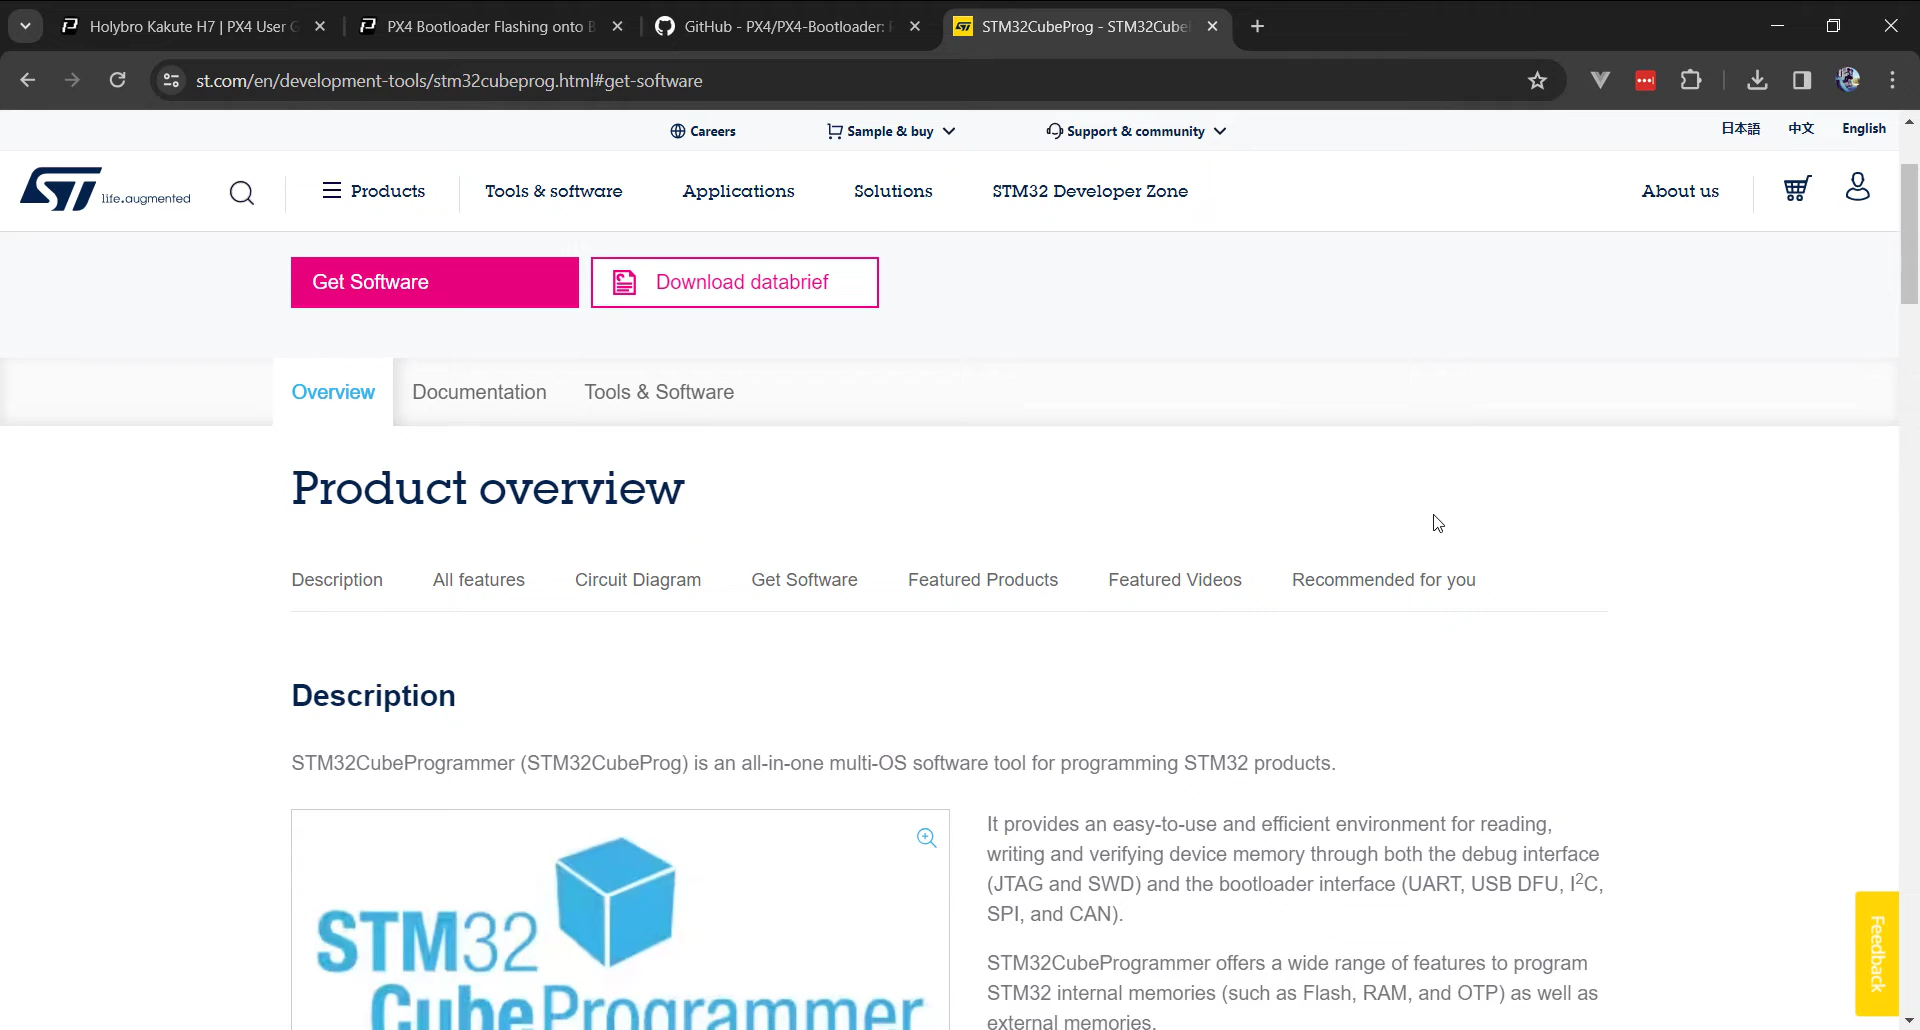 Holybro Kakute H7 | PX4 User G
PX4 Bootloader Flashing onto B
GitHub - PX4/PX4-Bootloader:
STM32CubeProg - STM32Cube
st.com/en/development-tools/stm32cubeprog.html#get-software
Careers
Sample & buy
Support & community
日本語
中文
English
ST life.augmented
Products
Tools & software
Applications
Solutions
STM32 Developer Zone
About us
Get Software
Download databrief
Overview
Documentation
Tools & Software
Product overview
Description
All features
Circuit Diagram
Get Software
Featured Products
Featured Videos
Recommended for you
Description
STM32CubeProgrammer (STM32CubeProg) is an all-in-one multi-OS software tool for programming STM32 products.
STM32
CubeProgrammer
It provides an easy-to-use and efficient environment for reading,
writing and verifying device memory through both the debug interface
(JTAG and SWD) and the bootloader interface (UART, USB DFU, I²C,
SPI, and CAN).
STM32CubeProgrammer offers a wide range of features to program
STM32 internal memories (such as Flash, RAM, and OTP) as well as
external memories.
Feedback